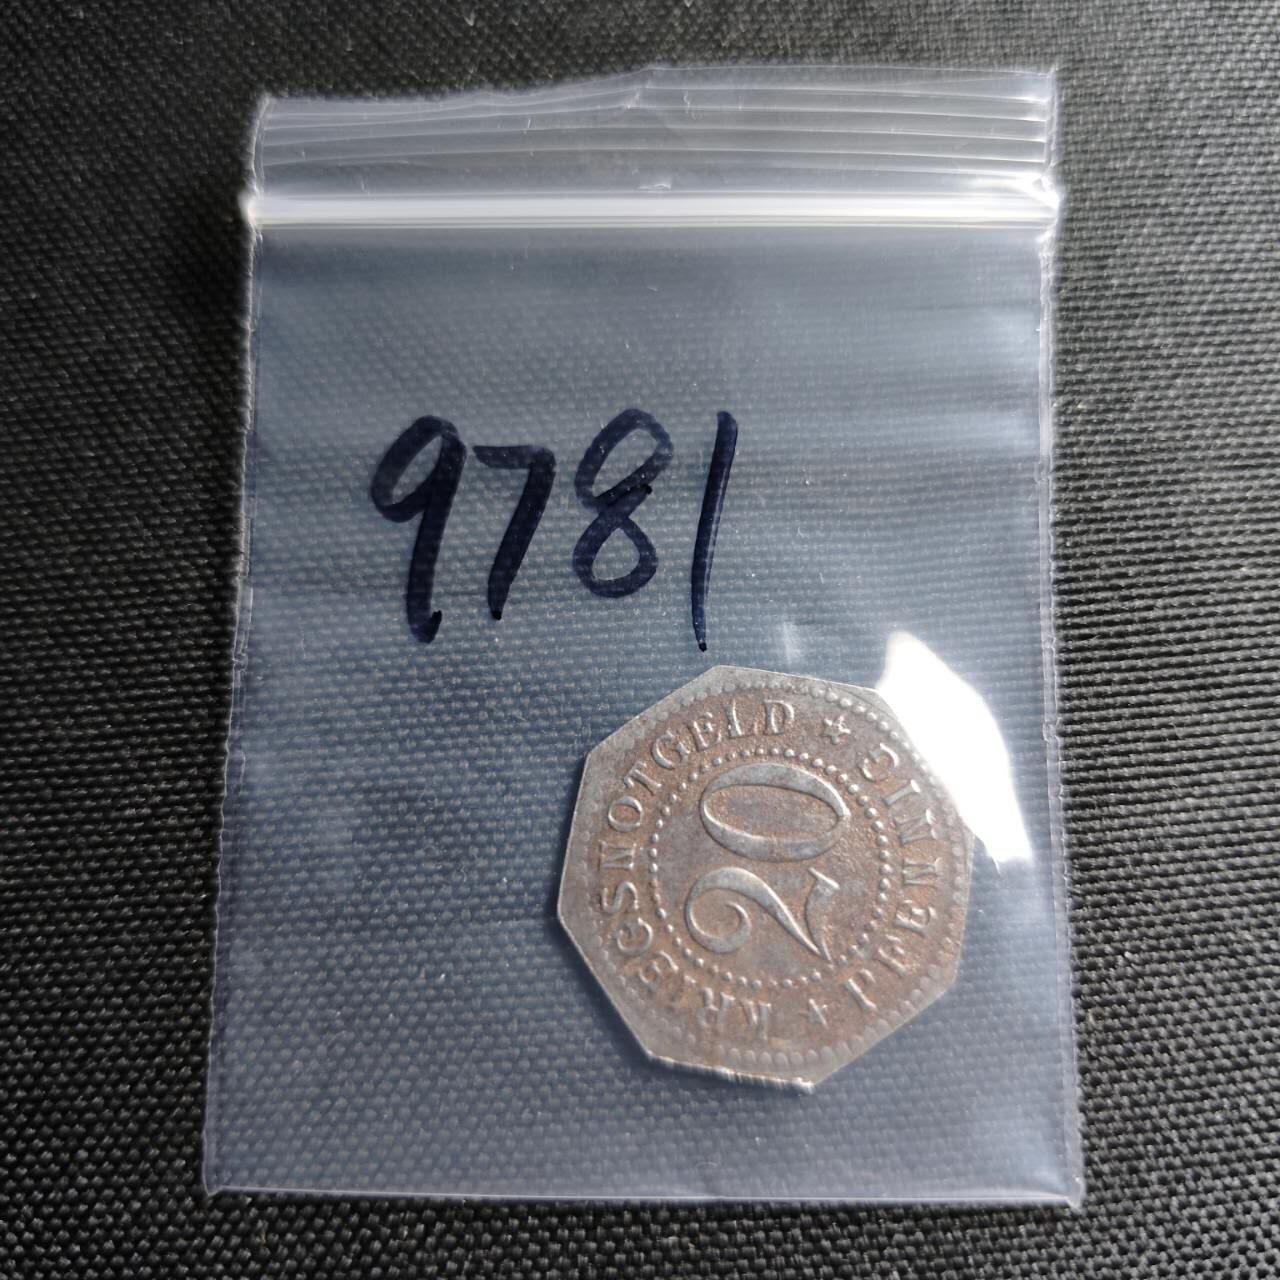 9781
KRIEGSNOTGELD
20
PFENNIG